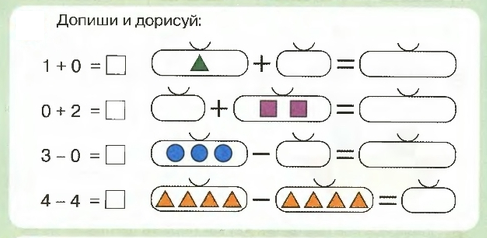 Допиши и дорисуй:
1 + 0 = □ + =
0 + 2 = □ + =
3 – 0 = □ – =
4 – 4 = □ – =